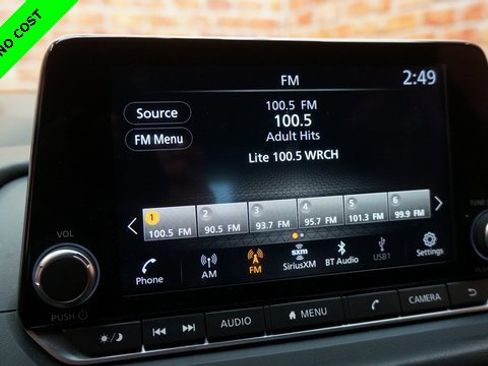 NO COST
FM
2:49
Source
100.5 FM
100.5
FM Menu
Adult Hits
Lite 100.5 WRCH
1
2
3
4
5
6
100.5 FM
90.5 FM
93.7 FM
95.7 FM
101.3 FM
99.9 FM
VOL
Phone
AM
FM
sxm
SiriusXM
BT Audio
USB1
Settings
PUSH
AUDIO
MENU
CAMERA